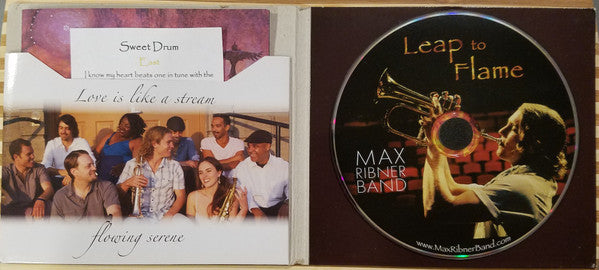 Sweet Drum
East
I know my heart beats one in tune with the
Love is like a stream
flowing serene
Leap to
Flame
MAX
RIBNER
BAND
www.MaxRibnerBand.com